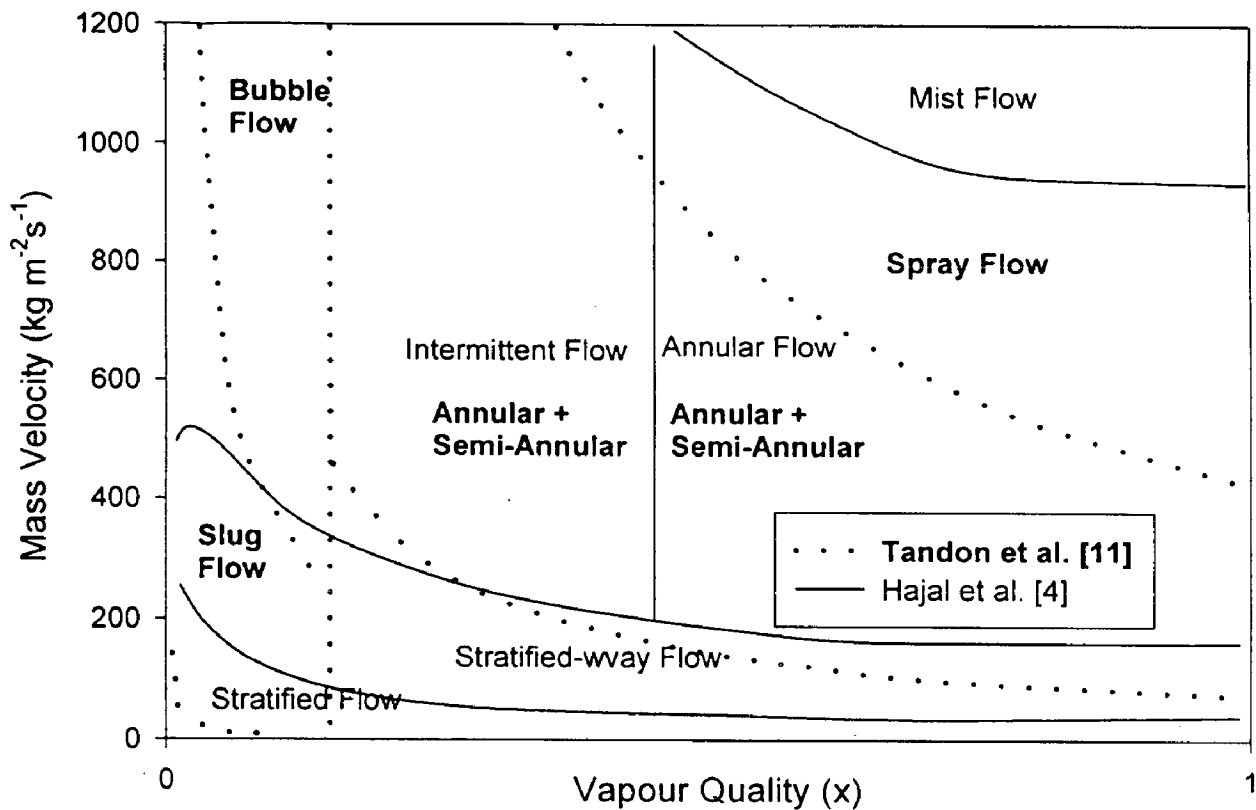 1200
1000
800
600
400
200
0
Mass Velocity (kg m⁻²s⁻¹)
Bubble
Flow
Mist Flow
Spray Flow
Intermittent Flow
Annular Flow
Annular +
Semi-Annular
Annular +
Semi-Annular
Slug
Flow
Tandon et al. [11]
Hajal et al. [4]
Stratified-wvay Flow
Stratified Flow
0
1
Vapour Quality (x)